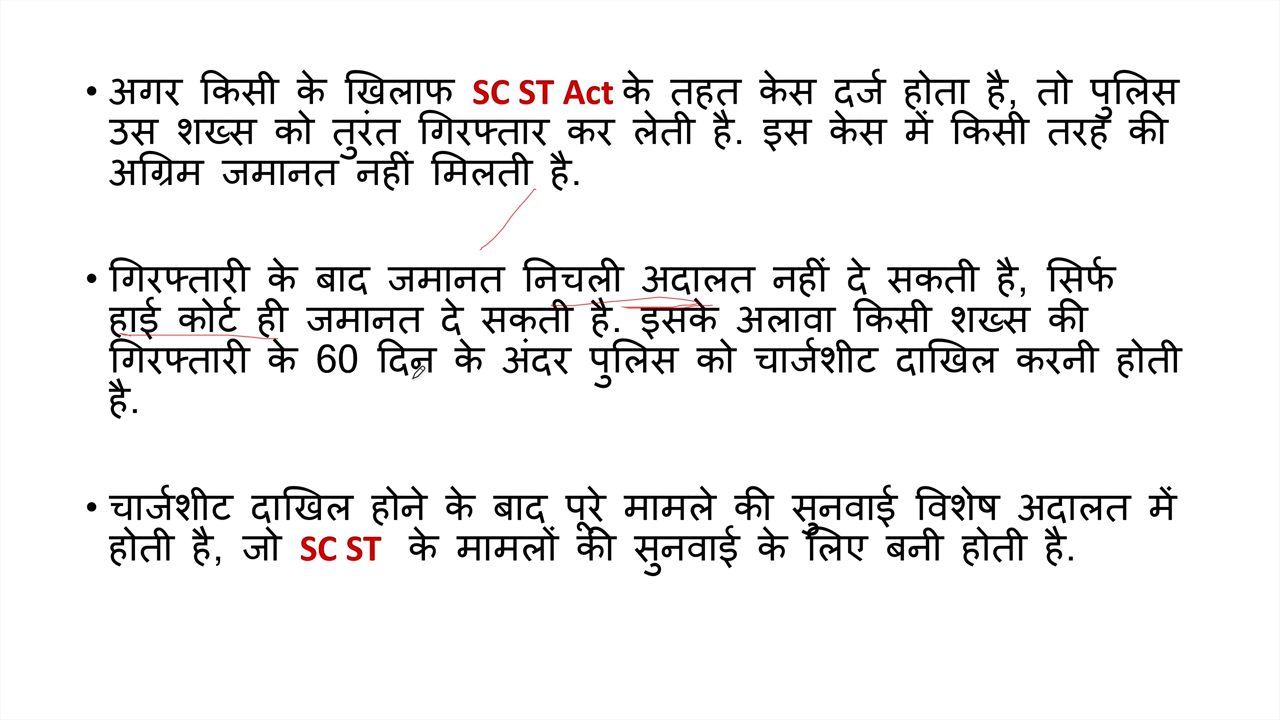 • अगर किसी के खिलाफ SC ST Act के तहत केस दर्ज होता है, तो पुलिस
उस शख्स को तुरंत गिरफ्तार कर लेती है. इस केस में किसी तरह की
अग्रिम जमानत नहीं मिलती है.
• गिरफ्तारी के बाद जमानत निचली अदालत नहीं दे सकती है, सिर्फ
हाई कोर्ट ही जमानत दे सकती है. इसके अलावा किसी शख्स की
गिरफ्तारी के 60 दिन के अंदर पुलिस को चार्जशीट दाखिल करनी होती
है.
• चार्जशीट दाखिल होने के बाद पूरे मामले की सुनवाई विशेष अदालत में
होती है, जो SC ST के मामलों की सुनवाई के लिए बनी होती है.